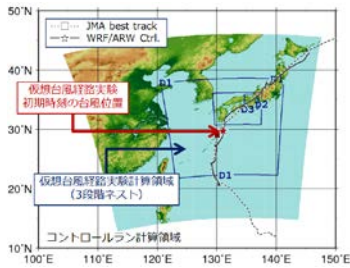 50°N
JMA best track
WRF/ARW Ctrl.
40°N
仮想台風経路実験
初期時刻の台風位置
D1
D3
D2
30°N
20°N
D1
仮想台風経路実験計算領域
(3段階ネスト)
コントロールラン計算領域
10°N
100°E
110°E
120°E
130°E
140°E
150°E